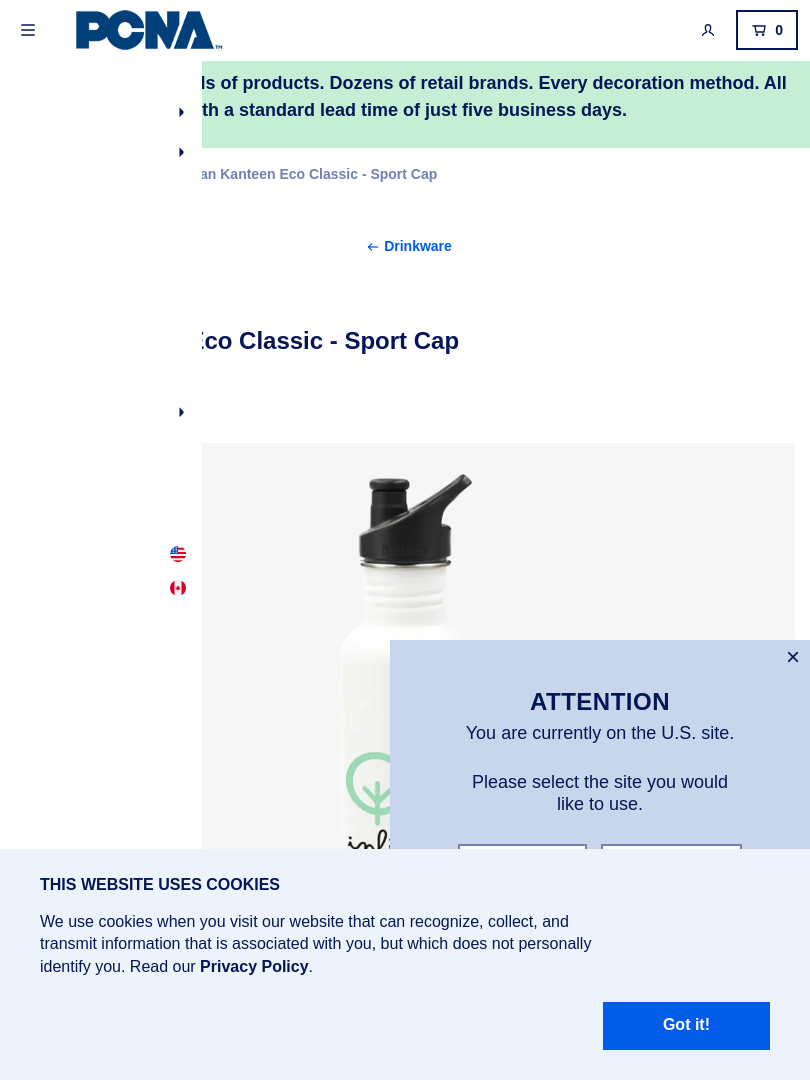 PCNA™
0
of products. Dozens of retail brands. Every decoration method. All
a standard lead time of just five business days.
Kanteen Eco Classic - Sport Cap
Drinkware
Eco Classic - Sport Cap
×
ATTENTION
You are currently on the U.S. site.
Please select the site you would
like to use.
THIS WEBSITE USES COOKIES
We use cookies when you visit our website that can recognize, collect, and
transmit information that is associated with you, but which does not personally
identify you. Read our Privacy Policy.
Got it!